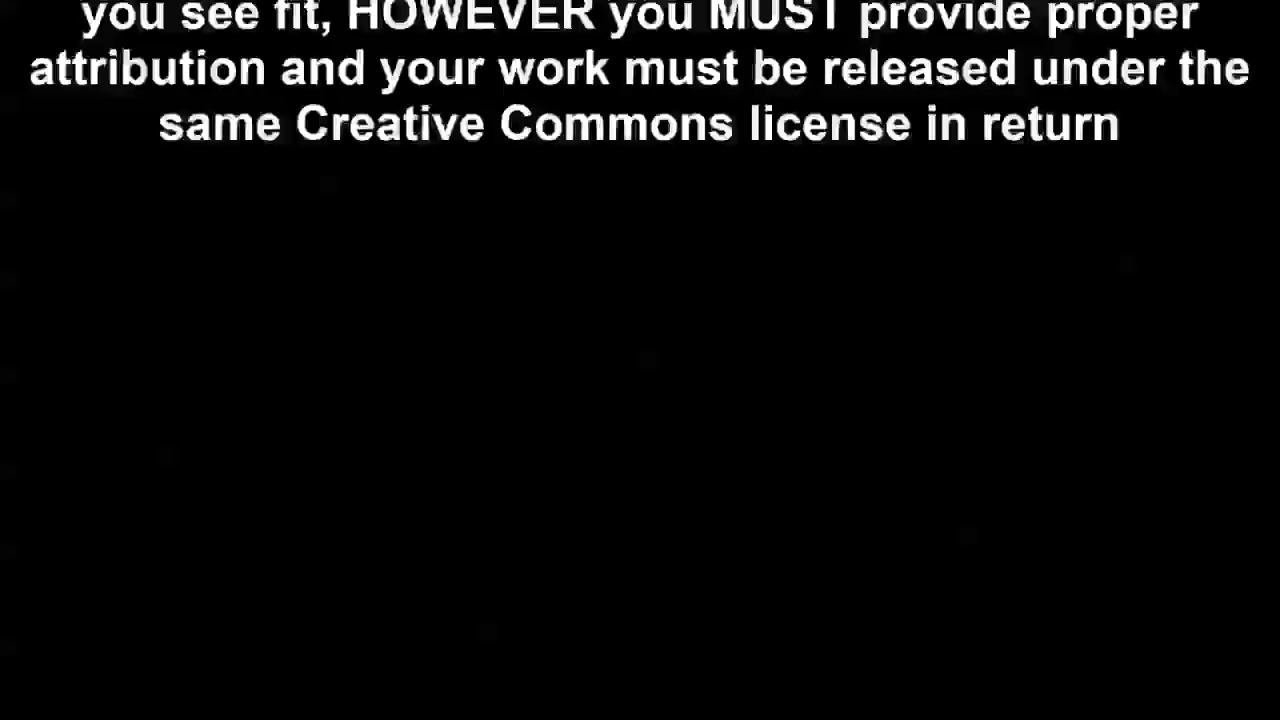 you see fit, HOWEVER you MUST provide proper
attribution and your work must be released under the
same Creative Commons license in return